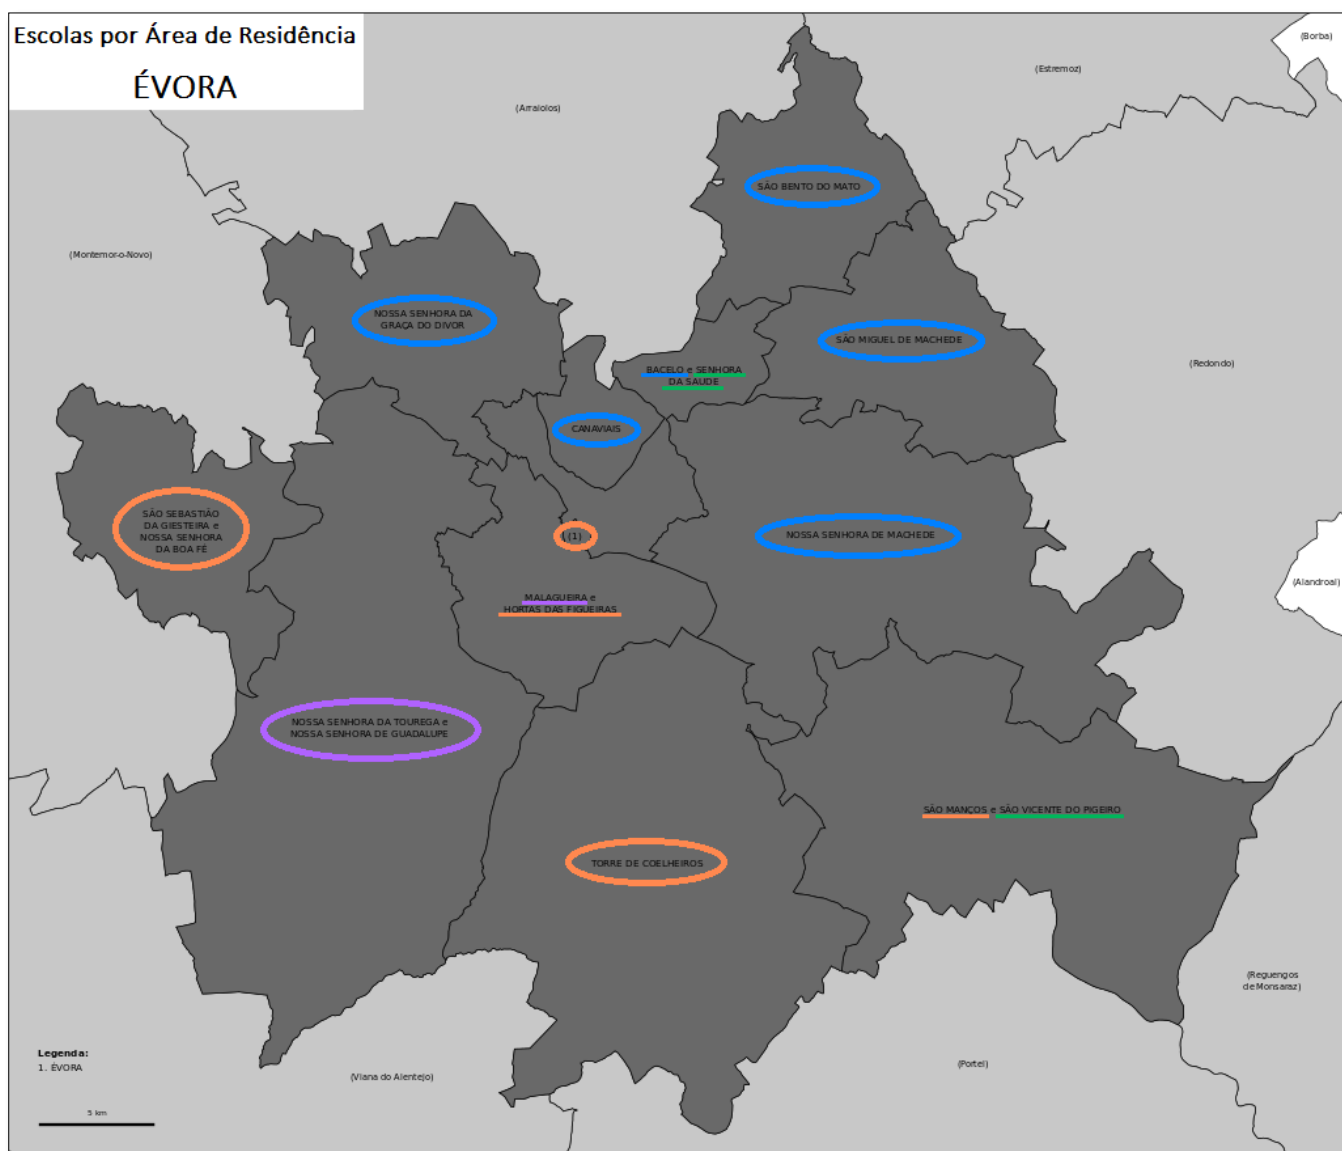 Escolas por Área de Residência
ÉVORA
(Borba)
(Estremoz)
(Arraiolos)
SÃO BENTO DO MATO
(Montemor-o-Novo)
NOSSA SENHORA DA
GRAÇA DO DIVOR
SÃO MIGUEL DE MACHEDE
(Redondo)
BACELO e SENHORA
DA SAÚDE
CANAVIAIS
SÃO SEBASTIÃO
DA GIESTEIRA e
NOSSA SENHORA
DA BOA FÉ
(1)
NOSSA SENHORA DE MACHEDE
(Alandroal)
MALAGUEIRA e
HORTAS DAS FIGUEIRAS
NOSSA SENHORA DA TOUREGA e
NOSSA SENHORA DE GUADALUPE
SÃO MANÇOS e SÃO VICENTE DO PIGEIRO
TORRE DE COELHEIROS
(Reguengos
de Monsaraz)
Legenda:
1. ÉVORA
(Viana do Alentejo)
(Portel)
5 km